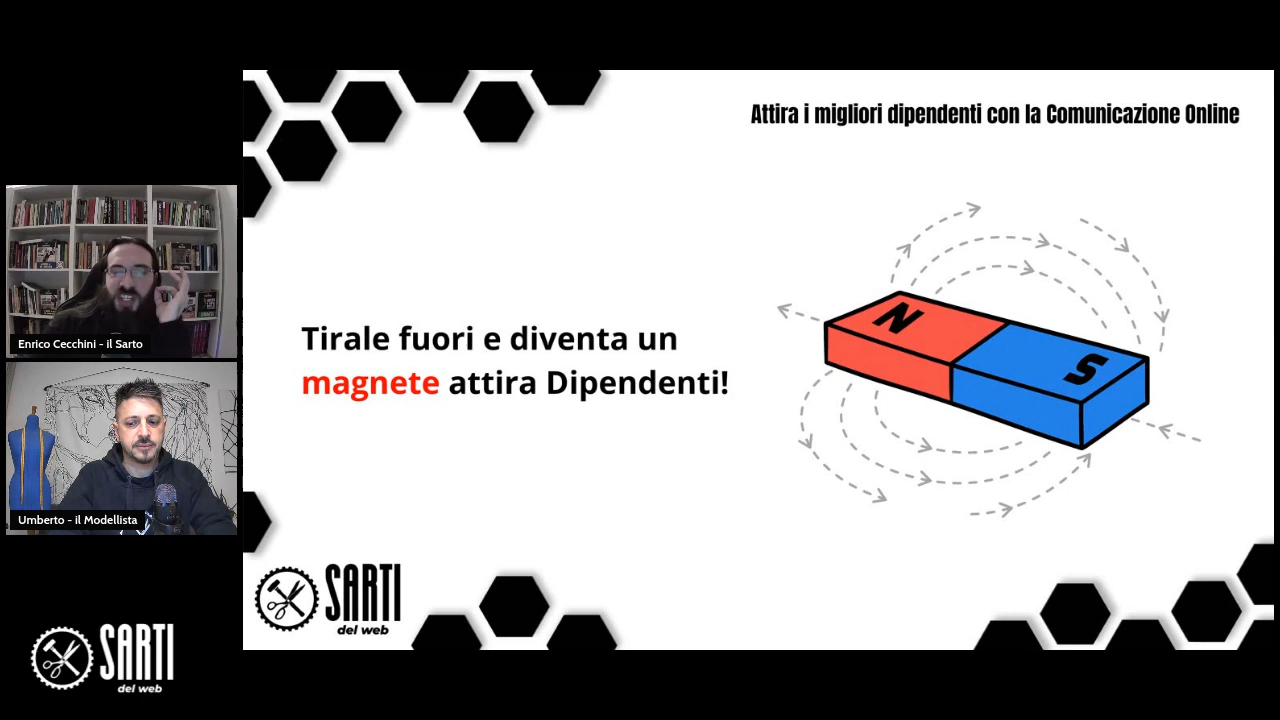 Attira i migliori dipendenti con la Comunicazione Online
Tirale fuori e diventa un
magnete attira Dipendenti!
N
S
Enrico Cecchini - il Sarto
Umberto - il Modellista
SARTI
del web
SARTI
del web